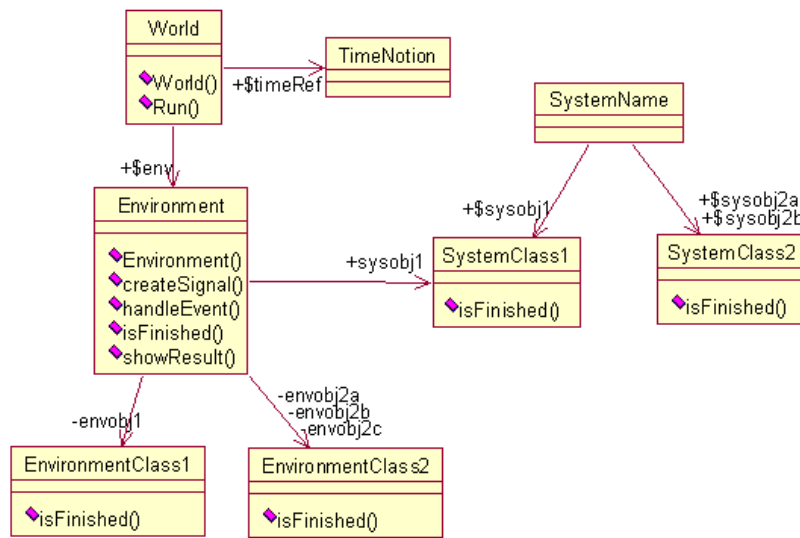 World
World()
Run()
TimeNotion
+$timeRef
SystemName
+$env
Environment
Environment()
createSignal()
handleEvent()
isFinished()
showResult()
+$sysobj1
+$sysobj2a
+$sysobj2b
+sysobj1
SystemClass1
isFinished()
SystemClass2
isFinished()
-envobj1
-envobj2a
-envobj2b
-envobj2c
EnvironmentClass1
isFinished()
EnvironmentClass2
isFinished()